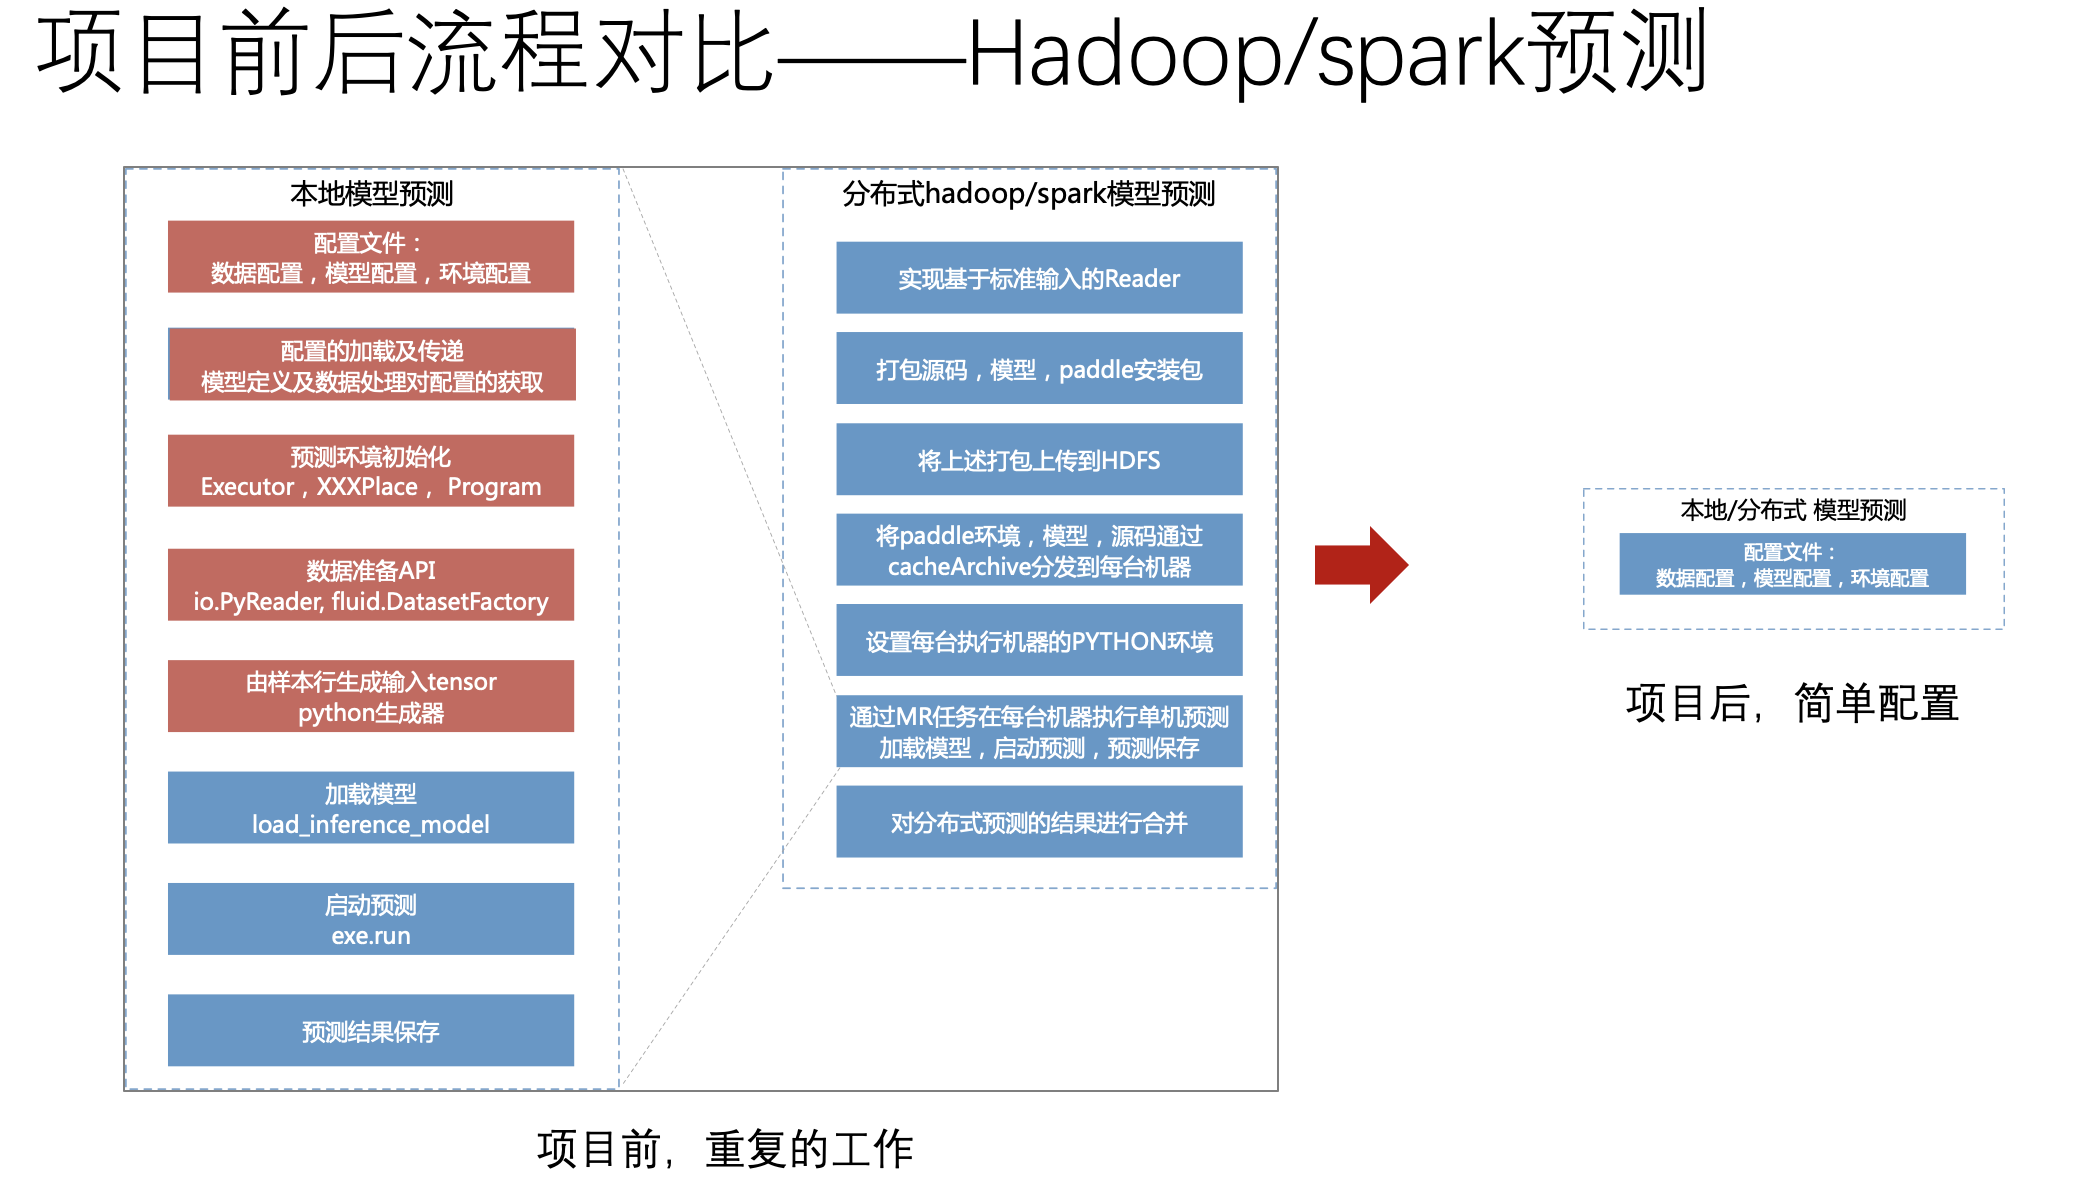 项目前后流程对比——Hadoop/spark预测
本地模型预测
配置文件：
数据配置，模型配置，环境配置
配置的加载及传递
模型定义及数据处理对配置的获取
预测环境初始化
Executor，XXXPlace， Program
数据准备API
io.PyReader, fluid.DatasetFactory
由样本行生成输入tensor
python生成器
加载模型
load_inference_model
启动预测
exe.run
预测结果保存
分布式hadoop/spark模型预测
实现基于标准输入的Reader
打包源码，模型，paddle安装包
将上述打包上传到HDFS
将paddle环境，模型，源码通过
cacheArchive分发到每台机器
设置每台执行机器的PYTHON环境
通过MR任务在每台机器执行单机预测
加载模型，启动预测，预测保存
对分布式预测的结果进行合并
项目前，重复的工作
本地/分布式 模型预测
配置文件：
数据配置，模型配置，环境配置
项目后，简单配置